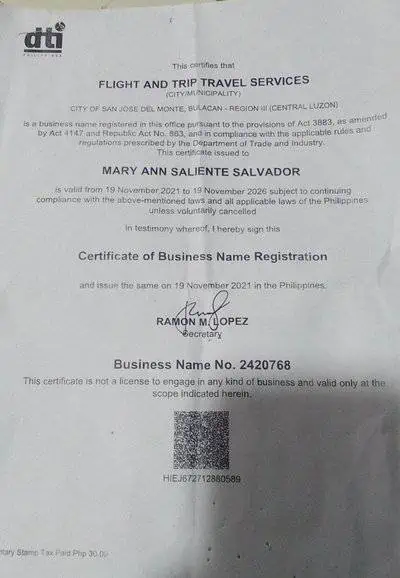 dti
PHILIPPINES
This certifies that
FLIGHT AND TRIP TRAVEL SERVICES
(CITY/MUNICIPALITY)
CITY OF SAN JOSE DEL MONTE, BULACAN - REGION III (CENTRAL LUZON)
is a business name registered in this office pursuant to the provisions of Act 3883, as amended
by Act 4147 and Republic Act No. 863, and in compliance with the applicable rules and
regulations prescribed by the Department of Trade and Industry.
This certificate issued to
MARY ANN SALIENTE SALVADOR
is valid from 19 November 2021 to 19 November 2026 subject to continuing
compliance with the above-mentioned laws and all applicable laws of the Philippines
unless voluntarily cancelled
In testimony whereof, I hereby sign this
Certificate of Business Name Registration
and issue the same on 19 November 2021 in the Philippines.
RAMON M. LOPEZ
Secretary
Business Name No. 2420768
This certificate is not a license to engage in any kind of business and valid only at the
scope indicated herein.
HIEJ672712880589
ntary Stamp Tax Paid Php 30.00